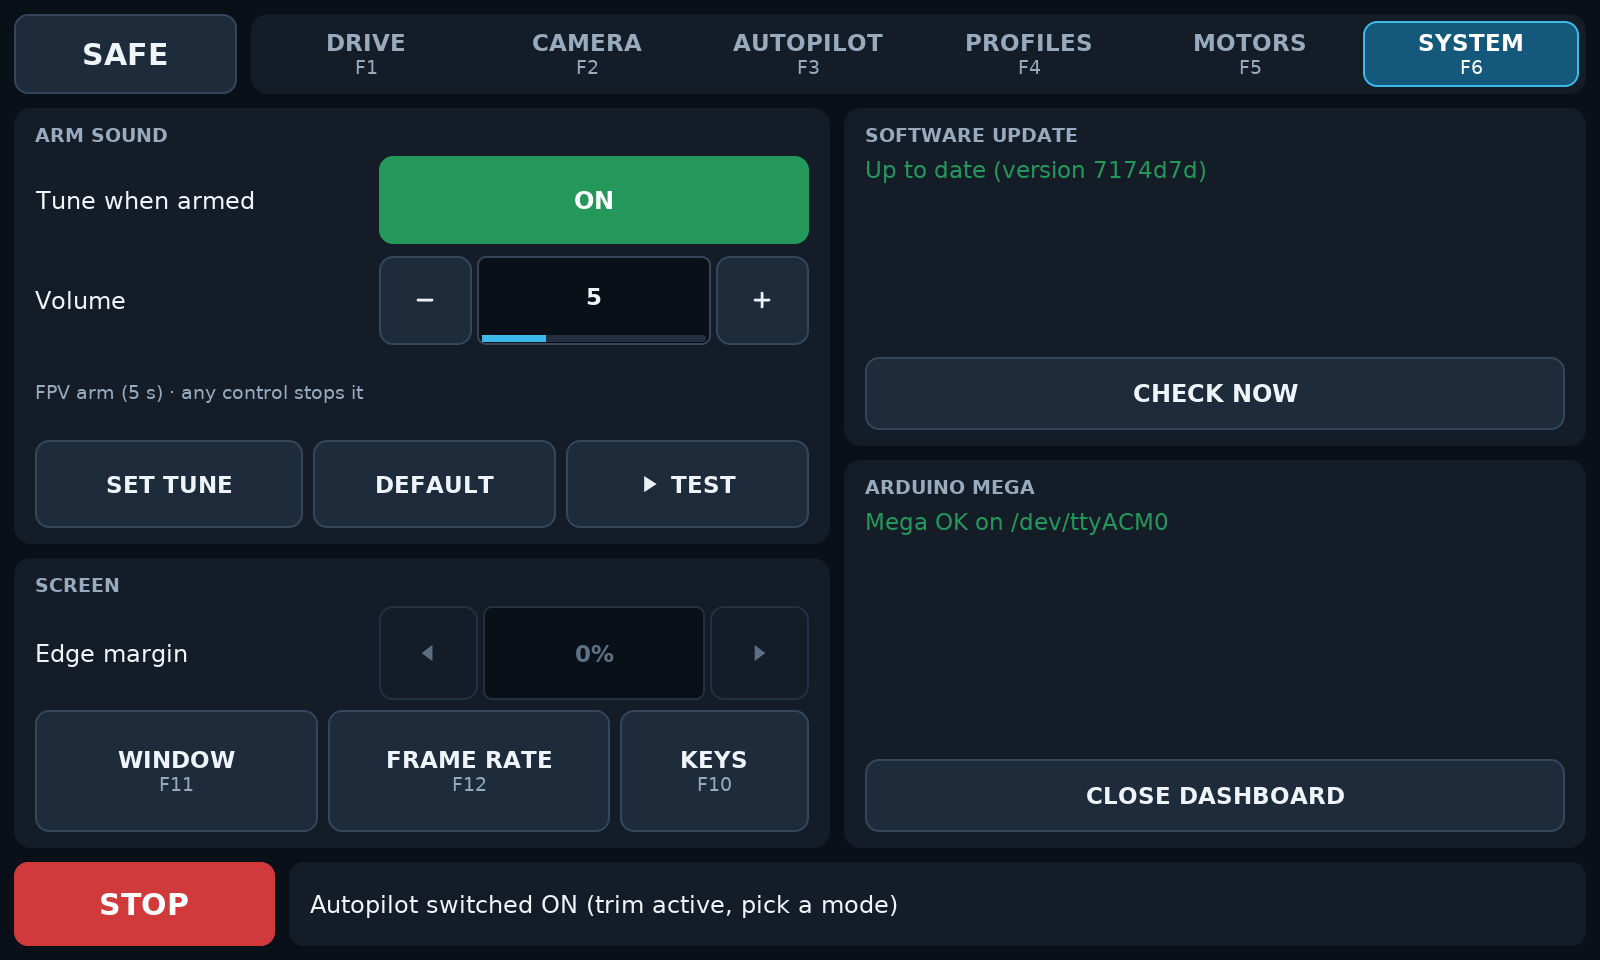 SAFE
DRIVE
F1
CAMERA
F2
AUTOPILOT
F3
PROFILES
F4
MOTORS
F5
SYSTEM
F6
ARM SOUND
Tune when armed
ON
Volume
−
5
+
FPV arm (5 s) · any control stops it
SET TUNE
DEFAULT
TEST
SCREEN
Edge margin
0%
WINDOW
F11
FRAME RATE
F12
KEYS
F10
SOFTWARE UPDATE
Up to date (version 7174d7d)
CHECK NOW
ARDUINO MEGA
Mega OK on /dev/ttyACM0
CLOSE DASHBOARD
STOP
Autopilot switched ON (trim active, pick a mode)